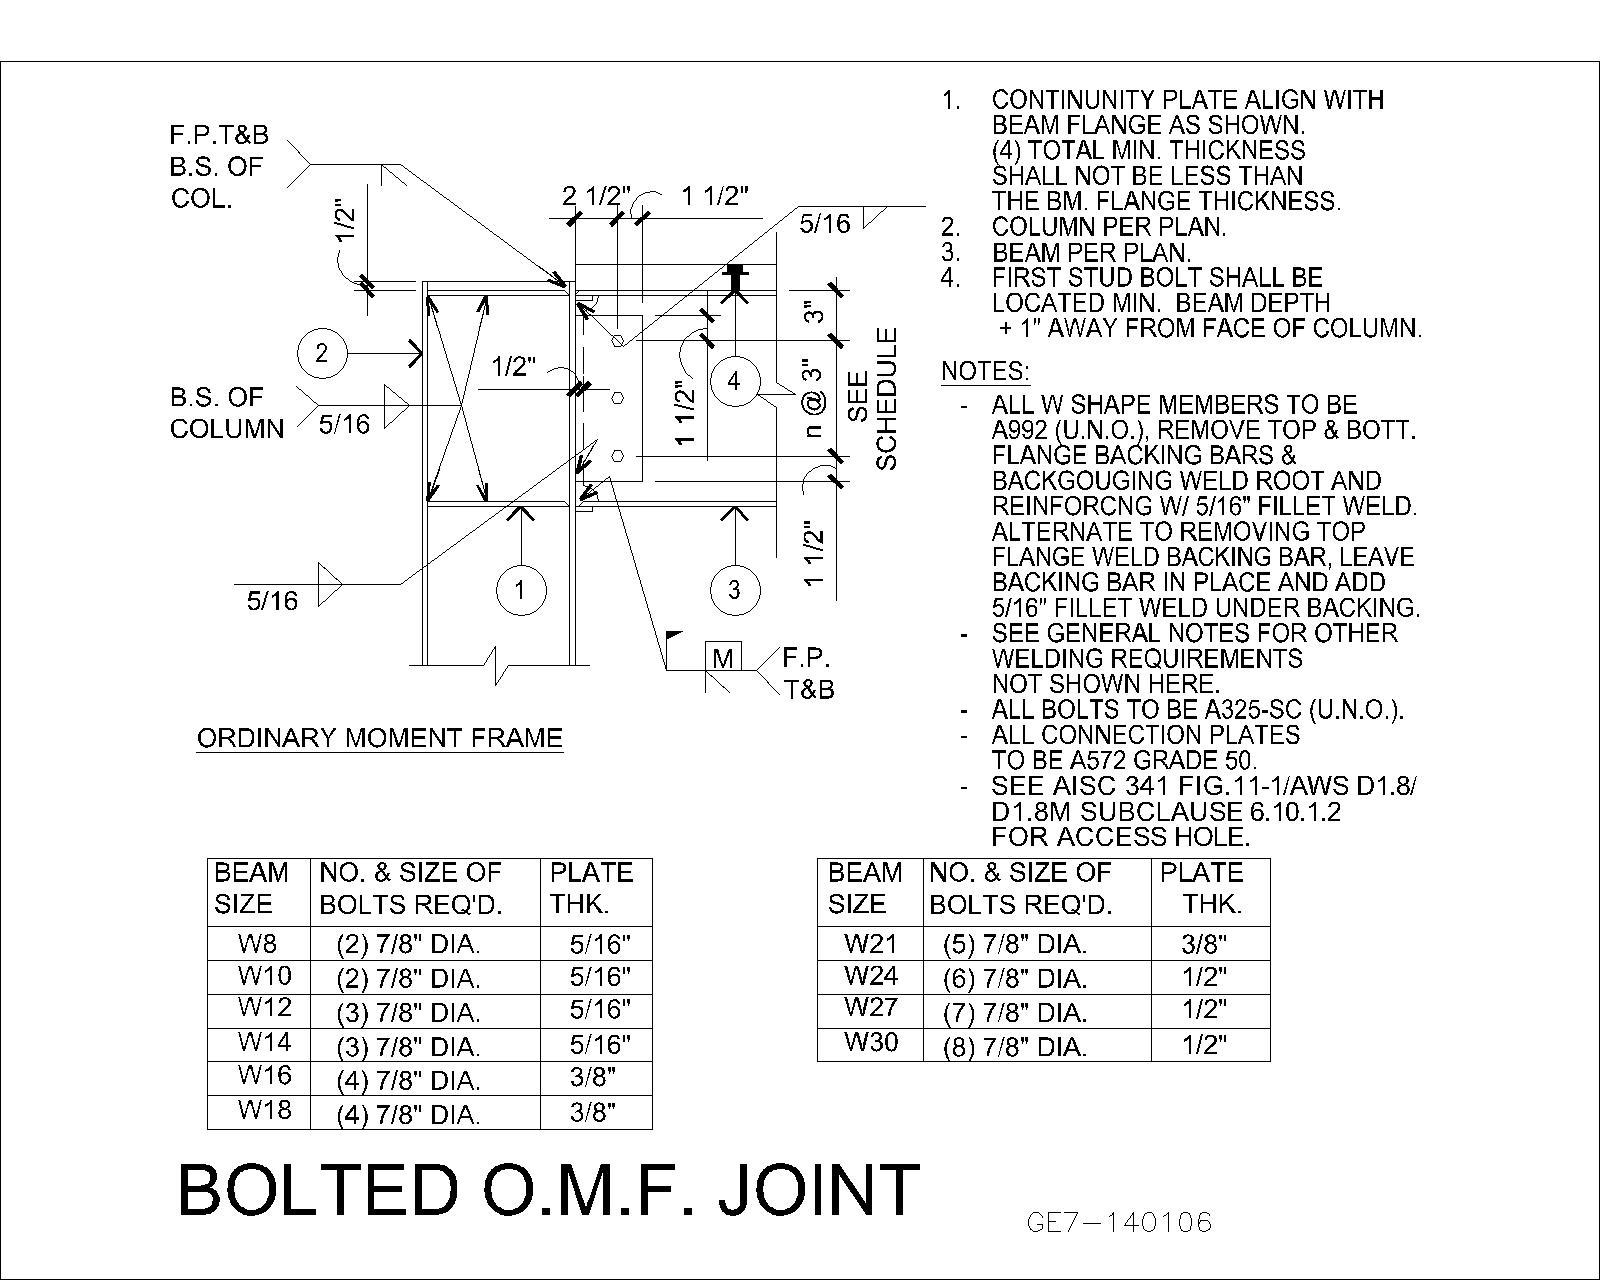 F.P.T&B
B.S. OF
COL.
1/2"
2 1/2"
1 1/2"
5/16
2
1/2"
B.S. OF
COLUMN
5/16
1 1/2"
4
3"
n @ 3"
SEE
SCHEDULE
1 1/2"
5/16
1
3
M
F.P.
T&B
ORDINARY MOMENT FRAME
1. CONTINUNITY PLATE ALIGN WITH
BEAM FLANGE AS SHOWN.
(4) TOTAL MIN. THICKNESS
SHALL NOT BE LESS THAN
THE BM. FLANGE THICKNESS.
2. COLUMN PER PLAN.
3. BEAM PER PLAN.
4. FIRST STUD BOLT SHALL BE
LOCATED MIN. BEAM DEPTH
+ 1" AWAY FROM FACE OF COLUMN.
NOTES:
- ALL W SHAPE MEMBERS TO BE
A992 (U.N.O.), REMOVE TOP & BOTT.
FLANGE BACKING BARS &
BACKGOUGING WELD ROOT AND
REINFORCNG W/ 5/16" FILLET WELD.
ALTERNATE TO REMOVING TOP
FLANGE WELD BACKING BAR, LEAVE
BACKING BAR IN PLACE AND ADD
5/16" FILLET WELD UNDER BACKING.
- SEE GENERAL NOTES FOR OTHER
WELDING REQUIREMENTS
NOT SHOWN HERE.
- ALL BOLTS TO BE A325-SC (U.N.O.).
- ALL CONNECTION PLATES
TO BE A572 GRADE 50.
- SEE AISC 341 FIG.11-1/AWS D1.8/
D1.8M SUBCLAUSE 6.10.1.2
FOR ACCESS HOLE.
BEAM SIZE NO. & SIZE OF BOLTS REQ'D. PLATE THK.
W8 (2) 7/8" DIA. 5/16"
W10 (2) 7/8" DIA. 5/16"
W12 (3) 7/8" DIA. 5/16"
W14 (3) 7/8" DIA. 5/16"
W16 (4) 7/8" DIA. 3/8"
W18 (4) 7/8" DIA. 3/8"
BEAM SIZE NO. & SIZE OF BOLTS REQ'D. PLATE THK.
W21 (5) 7/8" DIA. 3/8"
W24 (6) 7/8" DIA. 1/2"
W27 (7) 7/8" DIA. 1/2"
W30 (8) 7/8" DIA. 1/2"
BOLTED O.M.F. JOINT
GE7-140106